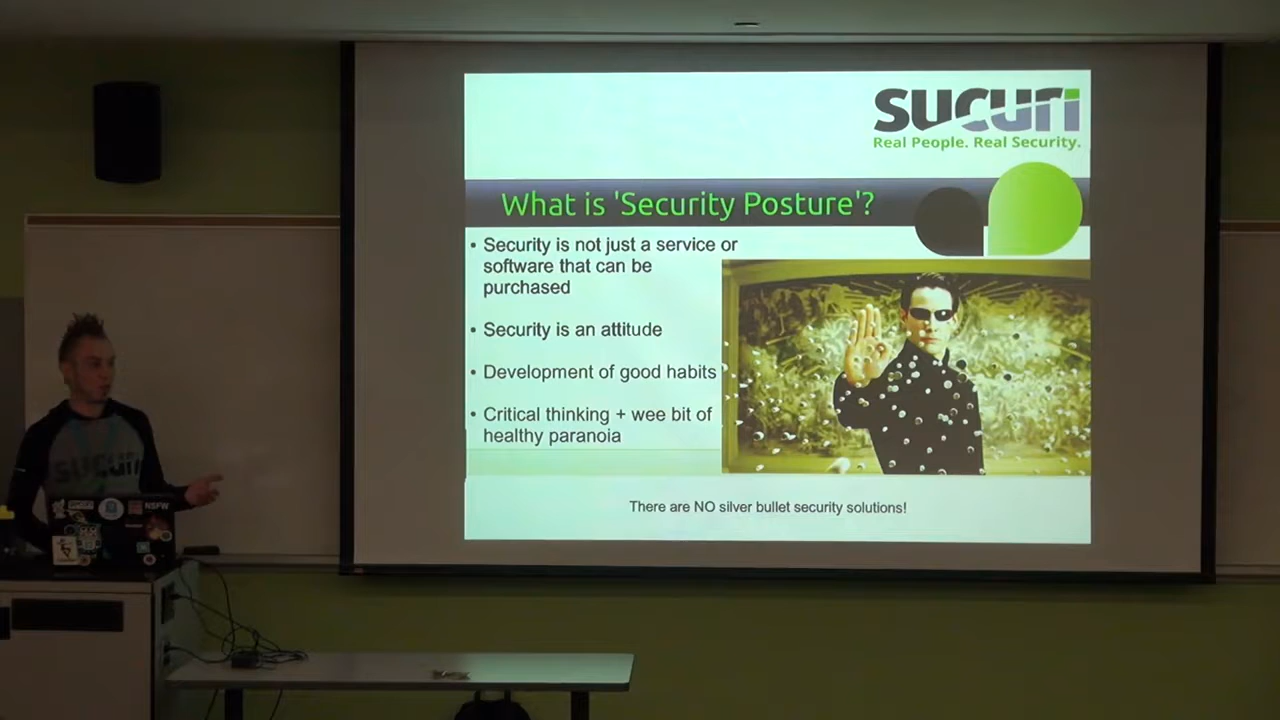 sucuri
Real People. Real Security.
What is 'Security Posture'?
• Security is not just a service or
software that can be
purchased
• Security is an attitude
• Development of good habits
• Critical thinking + wee bit of
healthy paranoia
There are NO silver bullet security solutions!
sucuri
NSFW